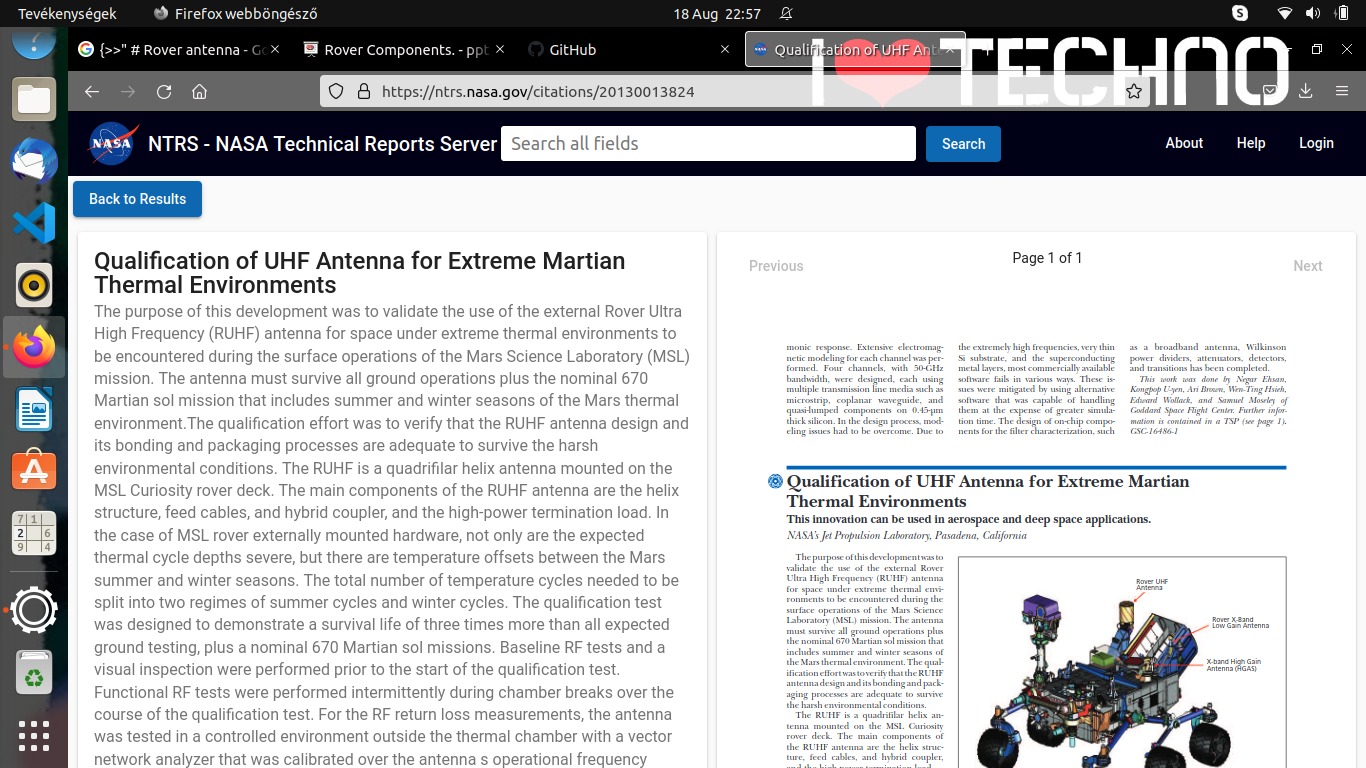 Tevékenységek
Firefox webböngésző
18 Aug 22:57
{>>" # Rover antenna - Go
Rover Components. - ppt
GitHub
Qualification of UHF Ante
I TECHNO
https://ntrs.nasa.gov/citations/20130013824
NASA
NTRS - NASA Technical Reports Server
Search all fields
Search
About
Help
Login
Back to Results
Qualification of UHF Antenna for Extreme Martian
Thermal Environments
The purpose of this development was to validate the use of the external Rover Ultra
High Frequency (RUHF) antenna for space under extreme thermal environments to
be encountered during the surface operations of the Mars Science Laboratory (MSL)
mission. The antenna must survive all ground operations plus the nominal 670
Martian sol mission that includes summer and winter seasons of the Mars thermal
environment.The qualification effort was to verify that the RUHF antenna design and
its bonding and packaging processes are adequate to survive the harsh
environmental conditions. The RUHF is a quadrifilar helix antenna mounted on the
MSL Curiosity rover deck. The main components of the RUHF antenna are the helix
structure, feed cables, and hybrid coupler, and the high-power termination load. In
the case of MSL rover externally mounted hardware, not only are the expected
thermal cycle depths severe, but there are temperature offsets between the Mars
summer and winter seasons. The total number of temperature cycles needed to be
split into two regimes of summer cycles and winter cycles. The qualification test
was designed to demonstrate a survival life of three times more than all expected
ground testing, plus a nominal 670 Martian sol missions. Baseline RF tests and a
visual inspection were performed prior to the start of the qualification test.
Functional RF tests were performed intermittently during chamber breaks over the
course of the qualification test. For the RF return loss measurements, the antenna
was tested in a controlled environment outside the thermal chamber with a vector
network analyzer that was calibrated over the antenna s operational frequency
Previous
Page 1 of 1
Next
monic response. Extensive electromag-
netic modeling for each channel was per-
formed. Four channels, with 50-GHz
bandwidth, were designed, each using
multiple transmission line media such as
microstrip, coplanar waveguide, and
quasi-lumped components on 0.45-µm
thick silicon. In the design process, mod-
eling issues had to be overcome. Due to
the extremely high frequencies, very thin
Si substrate, and the superconducting
metal layers, most commercially available
software fails in various ways. These is-
sues were mitigated by using alternative
software that was capable of handling
them at the expense of greater simula-
tion time. The design of on-chip compo-
nents for the filter characterization, such
as a broadband antenna, Wilkinson
power dividers, attenuators, detectors,
and transitions has been completed.
This work was done by Negar Ehsan,
Kongpop U-yen, Ari Brown, Wen-Ting Hsieh,
Edward Wollack, and Samuel Moseley of
Goddard Space Flight Center. Further infor-
mation is contained in a TSP (see page 1).
GSC-16486-1
Qualification of UHF Antenna for Extreme Martian
Thermal Environments
This innovation can be used in aerospace and deep space applications.
NASA's Jet Propulsion Laboratory, Pasadena, California
The purpose of this development was to
validate the use of the external Rover
Ultra High Frequency (RUHF) antenna
for space under extreme thermal envi-
ronments to be encountered during the
surface operations of the Mars Science
Laboratory (MSL) mission. The antenna
must survive all ground operations plus
the nominal 670 Martian sol mission that
includes summer and winter seasons of
the Mars thermal environment. The qual-
ification effort was to verify that the RUHF
antenna design and its bonding and pack-
aging processes are adequate to survive
the harsh environmental conditions.
The RUHF is a quadrifilar helix an-
tenna mounted on the MSL Curiosity
rover deck. The main components of
the RUHF antenna are the helix struc-
ture, feed cables, and hybrid coupler,
and the high-power termination load.
Rover UHF
Antenna
Rover X-Band
Low Gain Antenna
X-band High Gain
Antenna (HGAS)